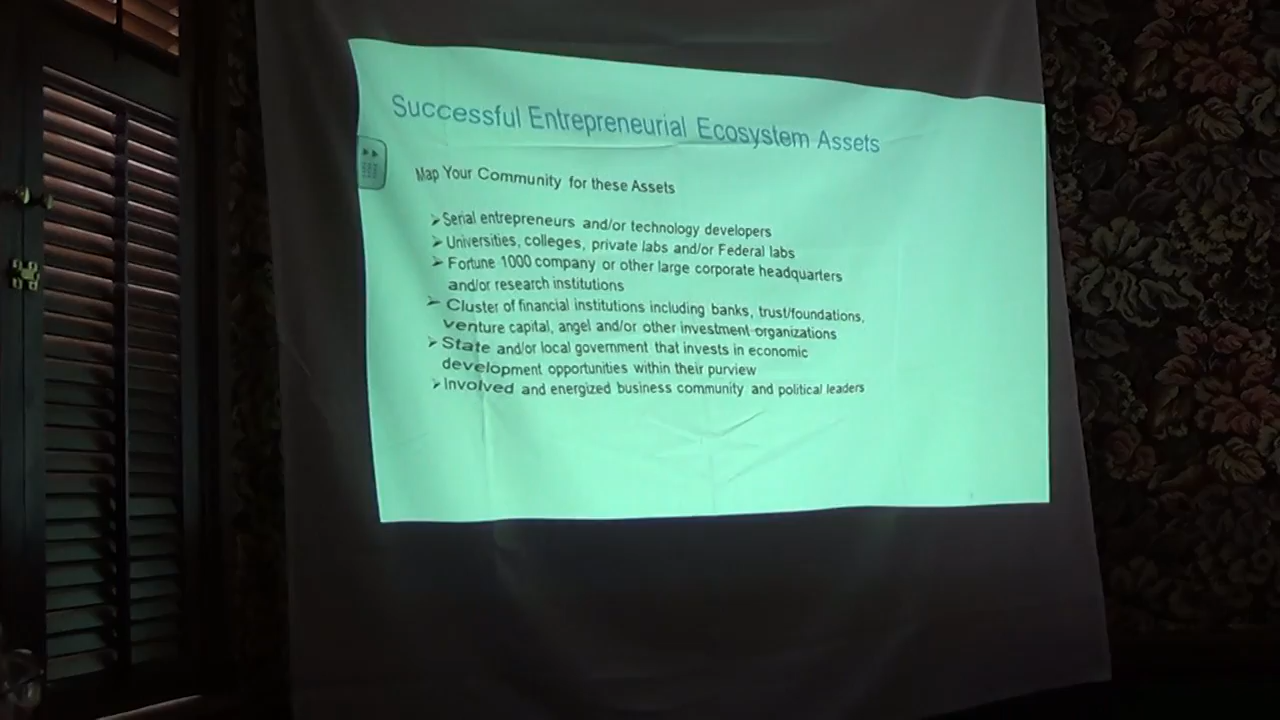 Successful Entrepreneurial Ecosystem Assets
Map Your Community for these Assets
➢Serial entrepreneurs and/or technology developers
➢Universities, colleges, private labs and/or Federal labs
➢Fortune 1000 company or other large corporate headquarters
and/or research institutions
➢Cluster of financial institutions including banks, trust/foundations,
venture capital, angel and/or other investment organizations
➢State and/or local government that invests in economic
development opportunities within their purview
➢Involved and energized business community and political leaders